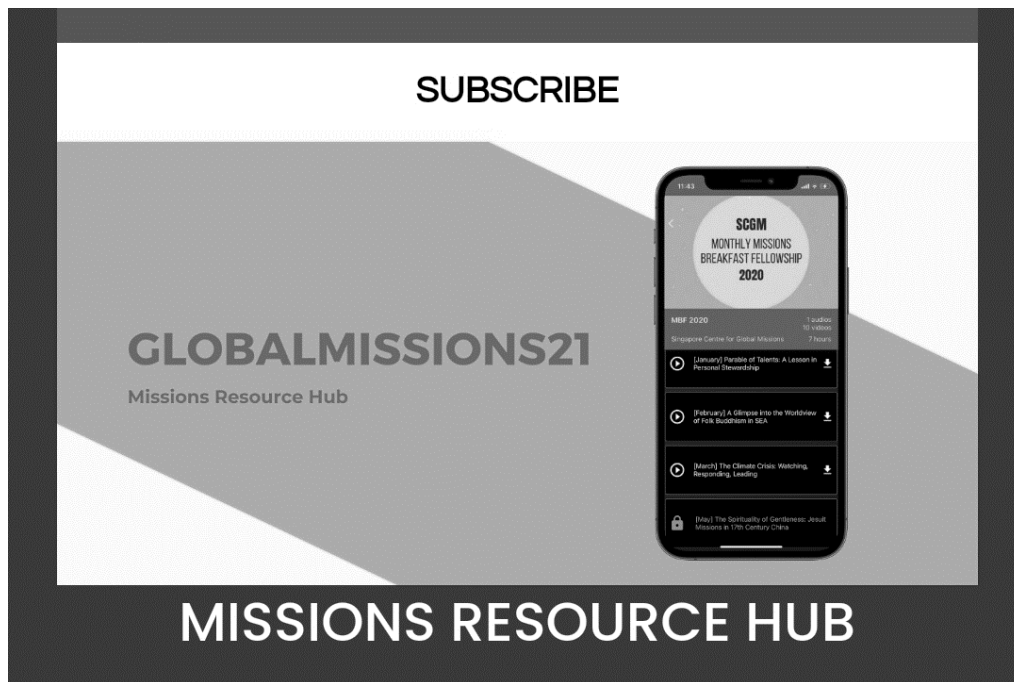 SUBSCRIBE
11:43
SCGM
MONTHLY MISSIONS
BREAKFAST FELLOWSHIP
2020
MBF 2020
1 audios
10 videos
Singapore Centre for Global Missions
7 hours
[January] Parable of Talents: A Lesson in
Personal Stewardship
[February] A Glimpse into the Worldview
of Folk Buddhism in SEA
[March] The Climate Crisis: Watching,
Responding, Leading
[May] The Spirituality of Gentleness: Jesuit
Missions in 17th Century China
GLOBALMISSIONS21
Missions Resource Hub
MISSIONS RESOURCE HUB